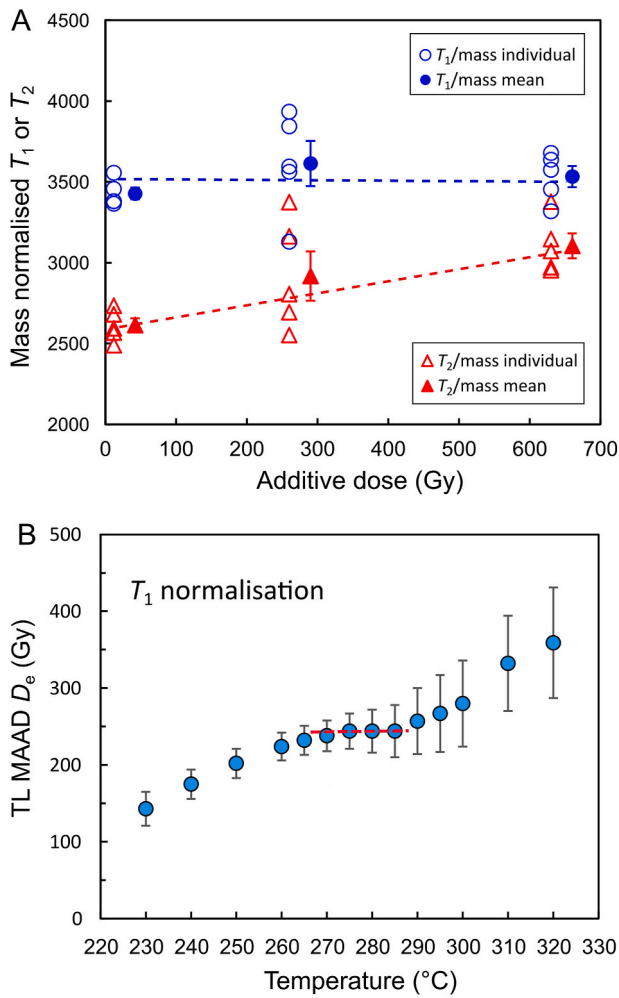 A
Mass normalised T₁ or T₂
4500
4000
3500
3000
2500
2000
T₁/mass individual
T₁/mass mean
T₂/mass individual
T₂/mass mean
0 100 200 300 400 500 600 700
Additive dose (Gy)
B
TL MAAD Dₑ (Gy)
500
400
300
200
100
0
T₁ normalisation
220 230 240 250 260 270 280 290 300 310 320 330
Temperature (°C)